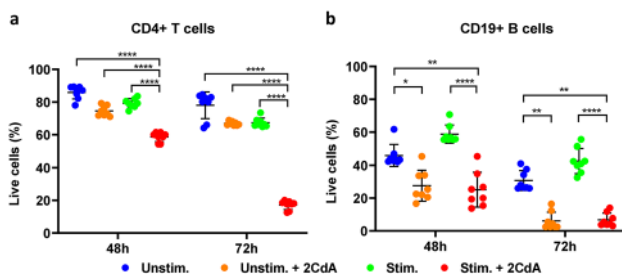 a
CD4+ T cells
Live cells (%)
100
80
60
40
20
0
****
****
****
****
****
****
48h
72h
b
CD19+ B cells
Live cells (%)
100
80
60
40
20
0
**
*
****
**
**
****
48h
72h
Unstim. Unstim. + 2CdA Stim. Stim. + 2CdA